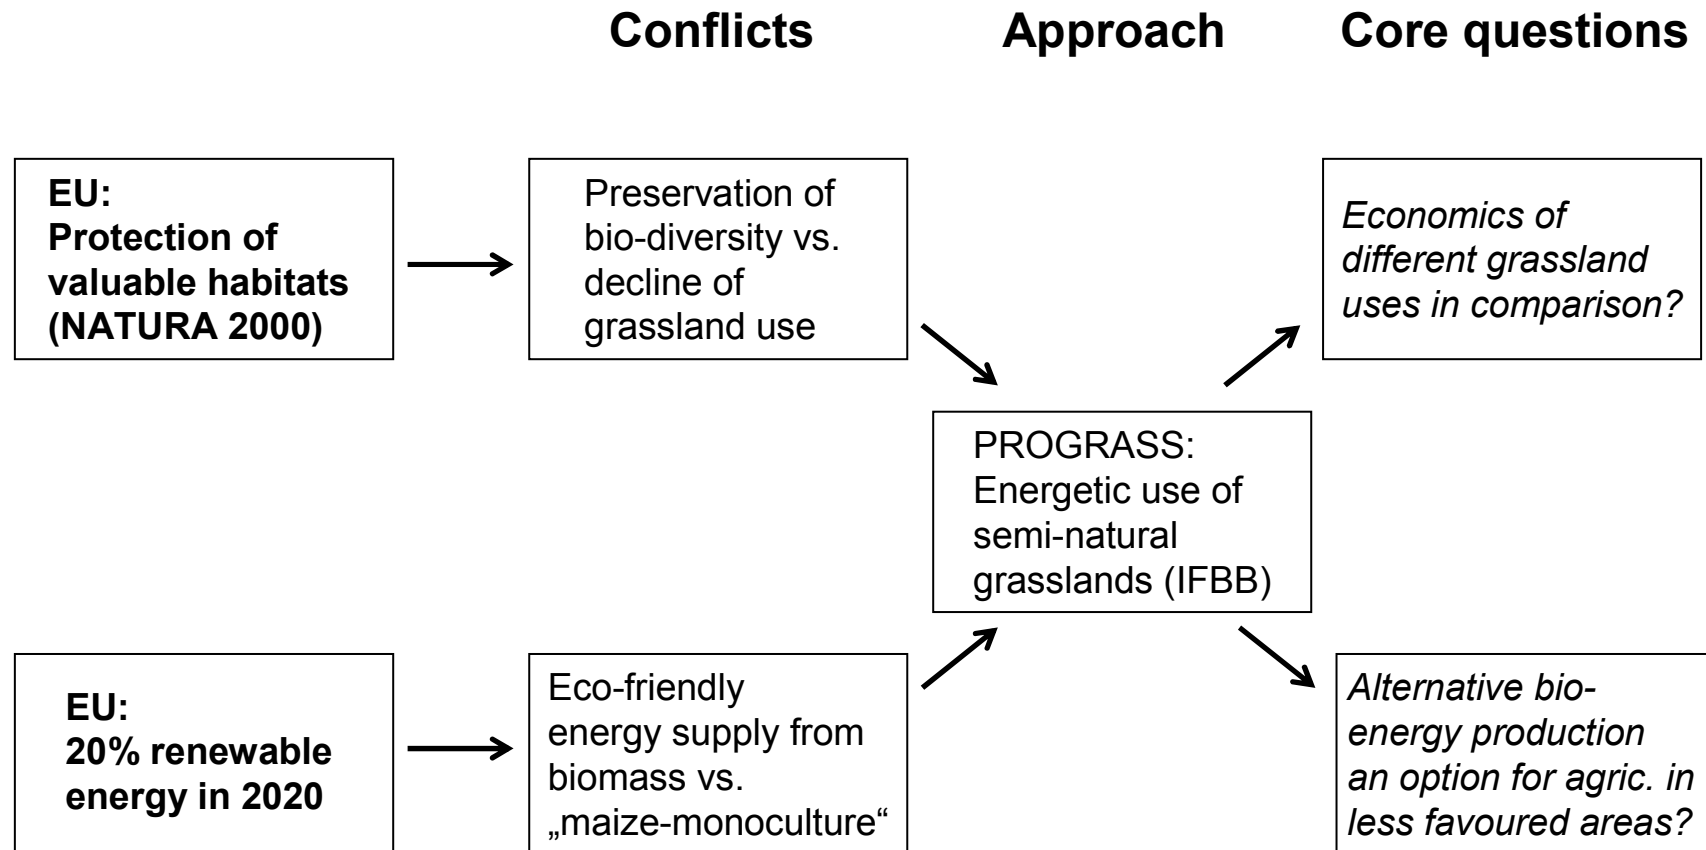 Conflicts
Approach
Core questions
EU:
Protection of
valuable habitats
(NATURA 2000)
Preservation of
bio-diversity vs.
decline of
grassland use
Economics of
different grassland
uses in comparison?
PROGRASS:
Energetic use of
semi-natural
grasslands (IFBB)
EU:
20% renewable
energy in 2020
Eco-friendly
energy supply from
biomass vs.
„maize-monoculture“
Alternative bio-
energy production
an option for agric. in
less favoured areas?